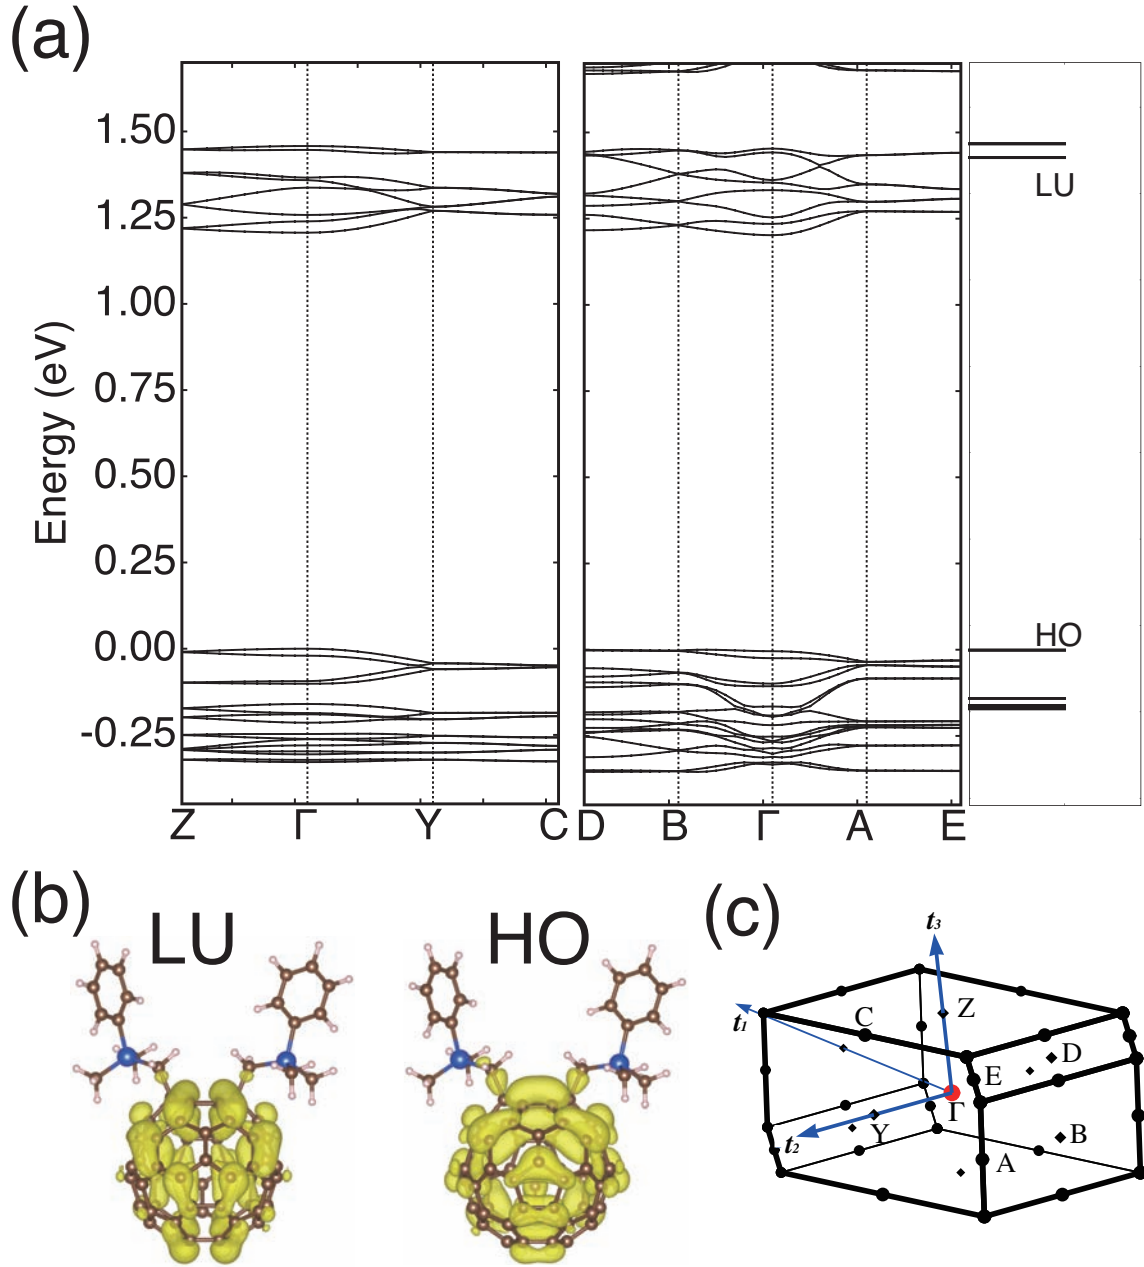 (a)
Energy (eV)
1.50
1.25
1.00
0.75
0.50
0.25
0.00
-0.25
Z Γ Y C D B Γ A E
LU
HO
(b)
LU HO
(c)
t3
t1
t2
C Z D E Γ Y B A